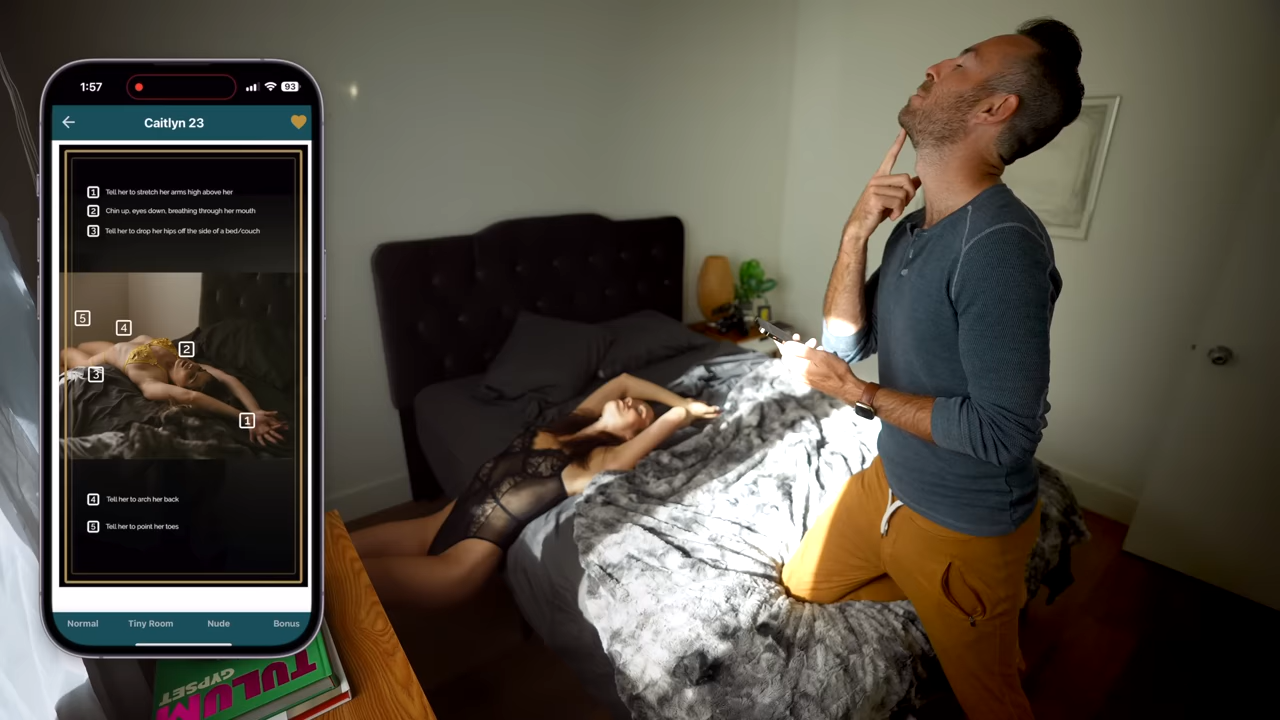 1:57
93
Caitlyn 23
1 Tell her to stretch her arms high above her
2 Chin up, eyes down, breathing through her mouth
3 Tell her to drop her hips off the side of a bed/couch
5
4
2
3
1
4 Tell her to arch her back
5 Tell her to point her toes
Normal Tiny Room Nude Bonus
TULUM
GYPSET